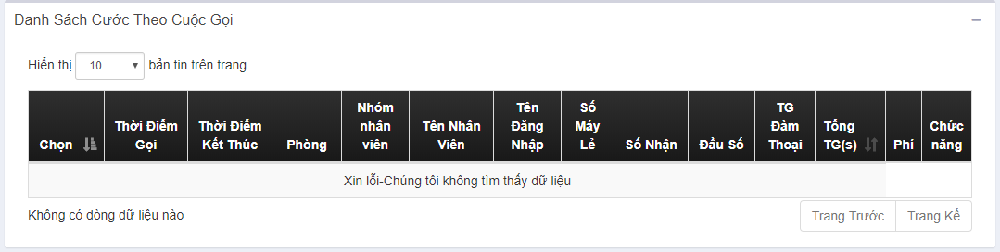 Danh Sách Cước Theo Cuộc Gọi
Hiển thị 10 bản tin trên trang
Chọn
Thời Điểm
Gọi
Thời Điểm
Kết Thúc
Phòng
Nhóm
nhân
viên
Tên Nhân
Viên
Tên
Đăng
Nhập
Số
Máy
Lẻ
Số Nhận
Đầu Số
TG
Đàm
Thoại
Tổng
TG(s)
Phí
Chức
năng
Xin lỗi-Chúng tôi không tìm thấy dữ liệu
Không có dòng dữ liệu nào
Trang Trước
Trang Kế